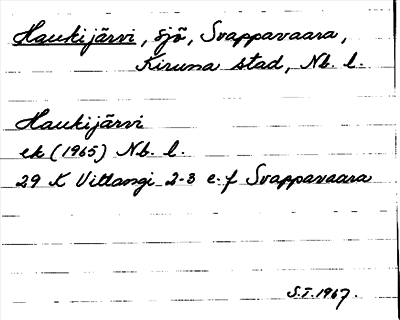 Haukijärvi, sjö, Svappavaara,
Kiruna stad, Nb. l.
Haukijärvi
ek (1965) Nb. l.
29 K Vittangi 2-3 e-f Svappavaara
S.I. 1967.